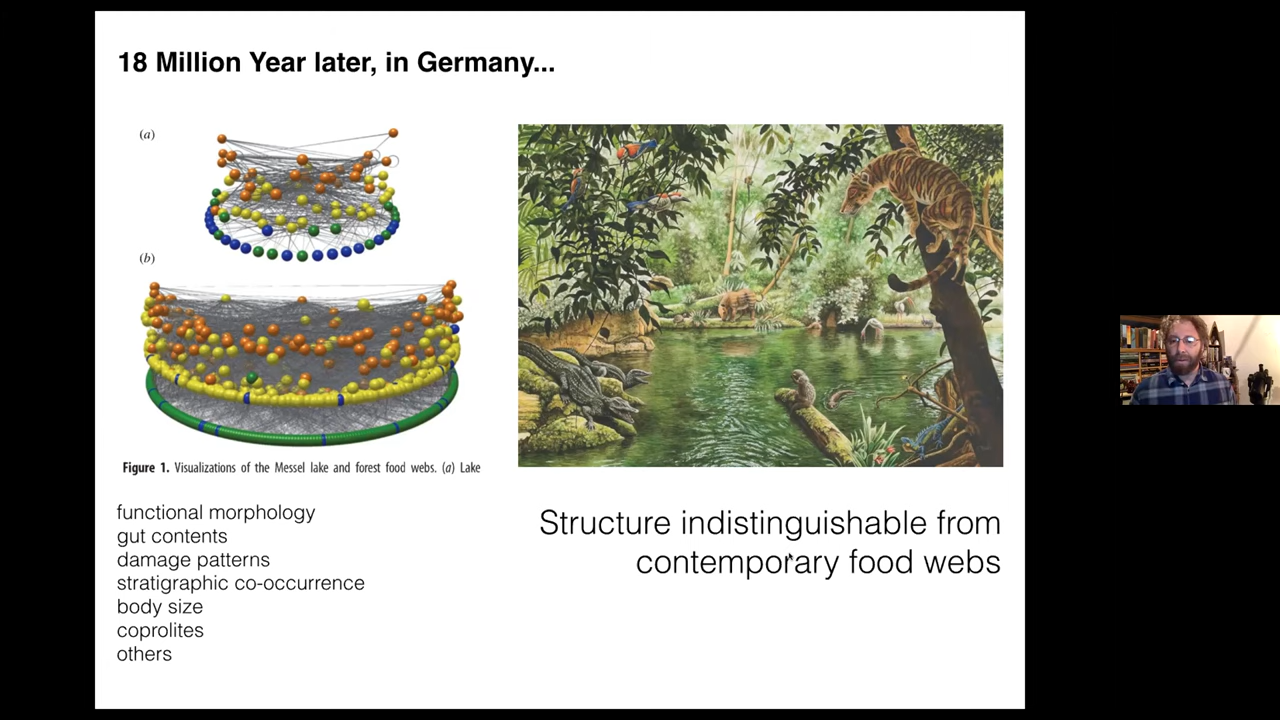 18 Million Year later, in Germany...
(a)
(b)
Figure 1. Visualizations of the Messel lake and forest food webs. (a) Lake
functional morphology
gut contents
damage patterns
stratigraphic co-occurrence
body size
coprolites
others
Structure indistinguishable from
contemporary food webs